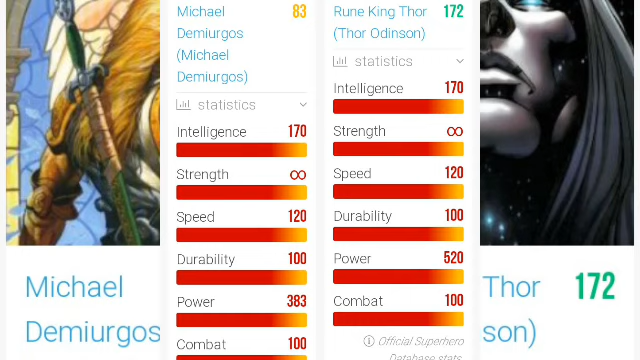 Michael
Demiurgos
83
Michael
Demiurgos
(Michael
Demiurgos)
statistics
Intelligence 170
Strength ∞
Speed 120
Durability 100
Power 383
Combat 100
Rune King Thor 172
(Thor Odinson)
statistics
Intelligence 170
Strength ∞
Speed 120
Durability 100
Power 520
Combat 100
Official Superhero
Database stats
Thor 172
son)